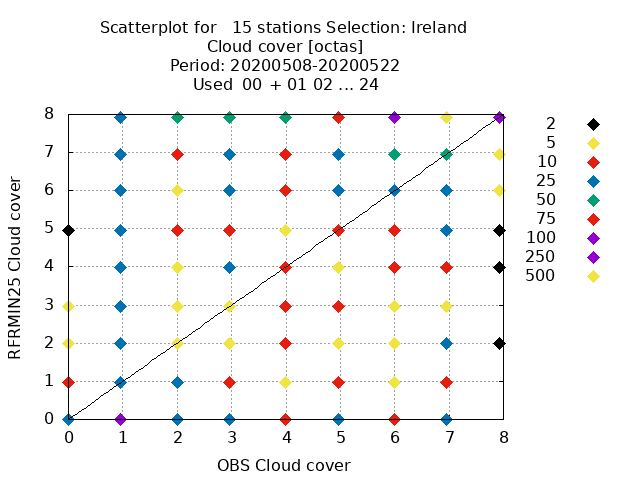 Scatterplot for   15 stations Selection: Ireland
Cloud cover [octas]
Period: 20200508-20200522
Used  00 + 01 02 ... 24
8
7
6
5
4
3
2
1
0
RFRMIN25 Cloud cover
0 1 2 3 4 5 6 7 8
OBS Cloud cover
2
5
10
25
50
75
100
250
500